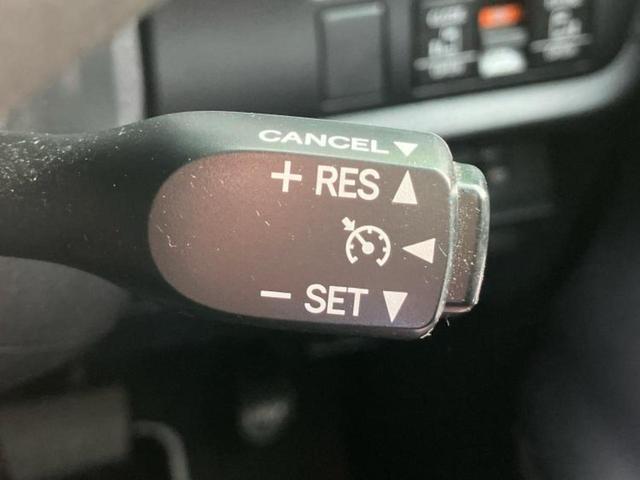 CANCEL ▼
+ RES ▲
◀
− SET ▼